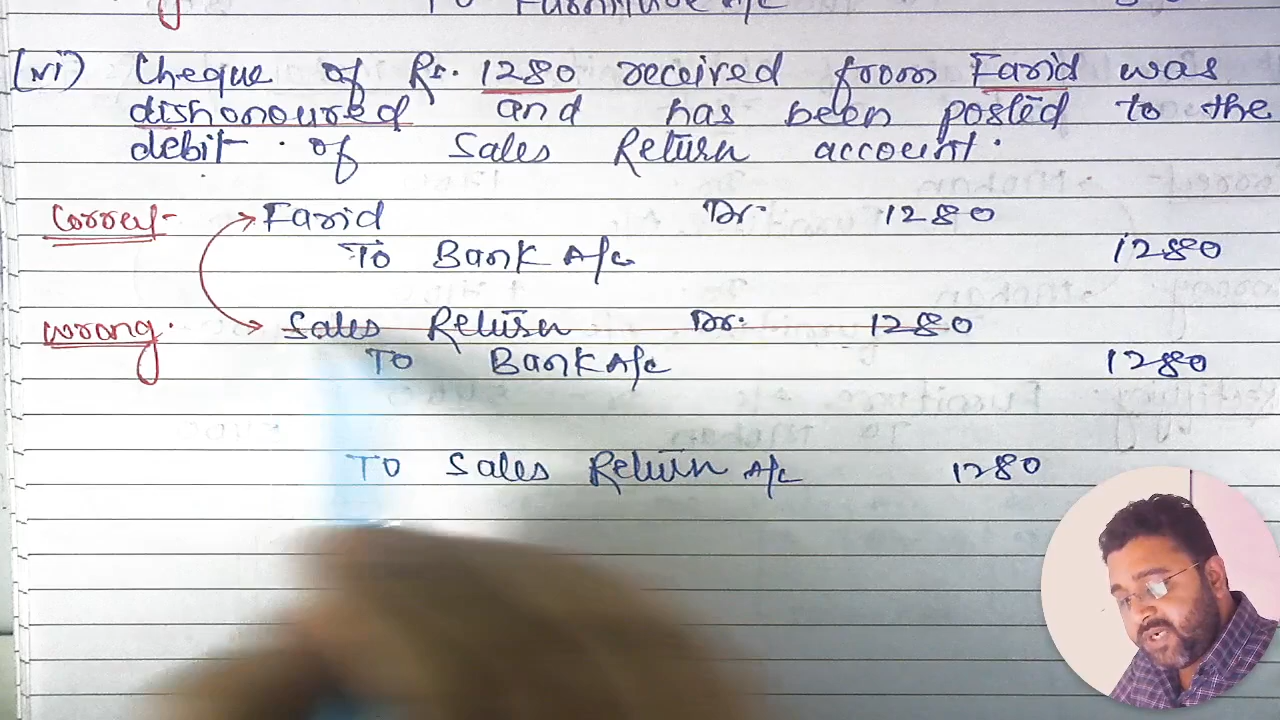 To Furniture A/c
(vi) Cheque of Rs. 1280 received from Farid was
dishonoured and has been posted to the
debit of Sales Return account.
Correct Farid Dr. 1280
To Bank A/c 1280
wrong. Sales Return Dr. 1280
To Bank A/c 1280
To Sales Return A/c 1280